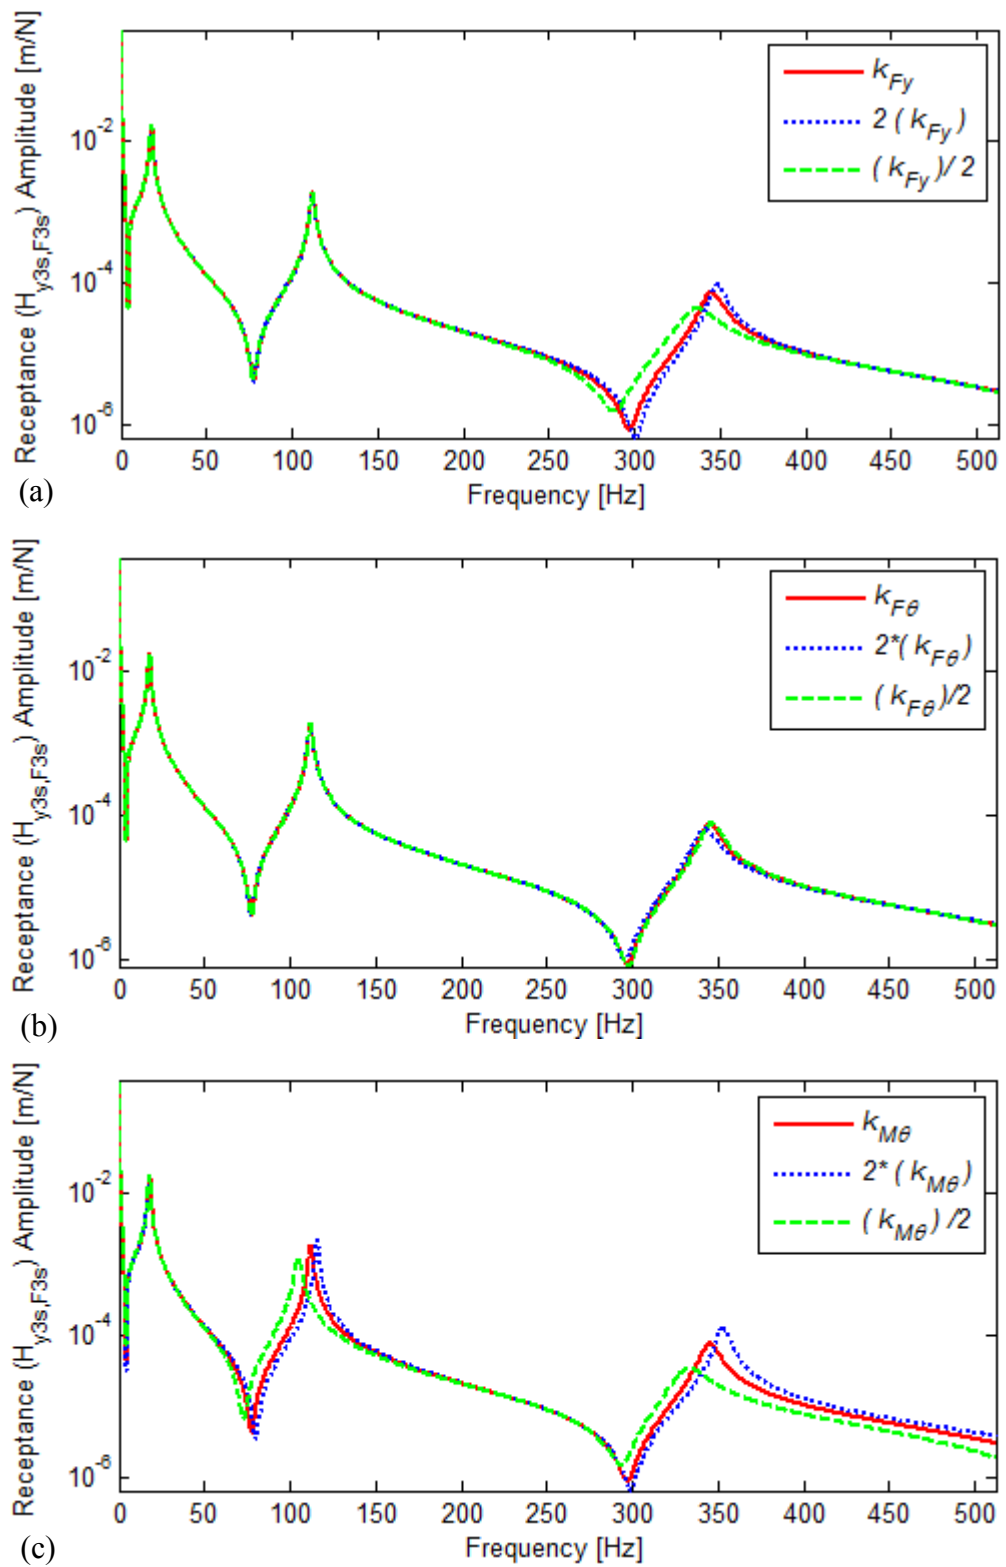 Receptance (H_y3s,F3s) Amplitude [m/N]
10^-2
10^-4
10^-6
k_Fy
2 ( k_Fy )
( k_Fy )/ 2
0 50 100 150 200 250 300 350 400 450 500
Frequency [Hz]
(a)
Receptance (H_y3s,F3s) Amplitude [m/N]
10^-2
10^-4
10^-6
k_Fθ
2*( k_Fθ )
( k_Fθ )/2
0 50 100 150 200 250 300 350 400 450 500
Frequency [Hz]
(b)
Receptance (H_y3s,F3s) Amplitude [m/N]
10^-2
10^-4
10^-6
k_Mθ
2* ( k_Mθ )
( k_Mθ ) /2
0 50 100 150 200 250 300 350 400 450 500
Frequency [Hz]
(c)